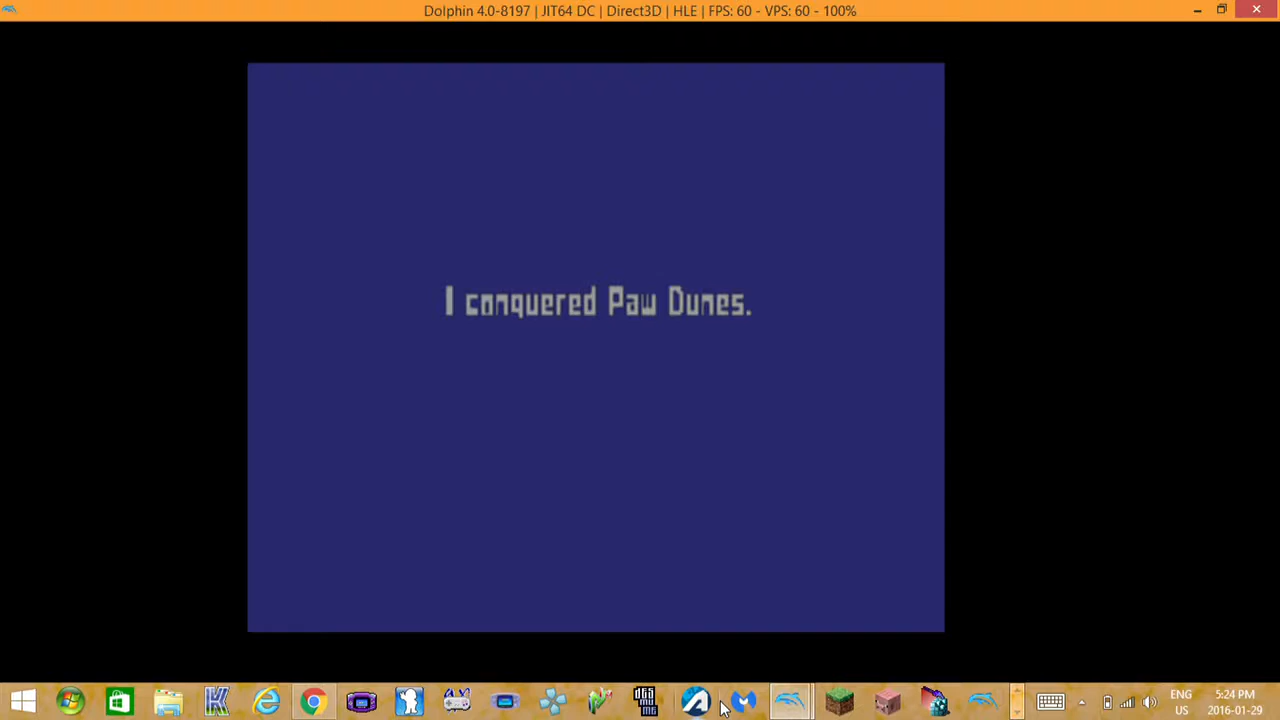 Dolphin 4.0-8197 | JIT64 DC | Direct3D | HLE | FPS: 60 - VPS: 60 - 100%
I conquered Paw Dunes.
ENG
US
5:24 PM
2016-01-29